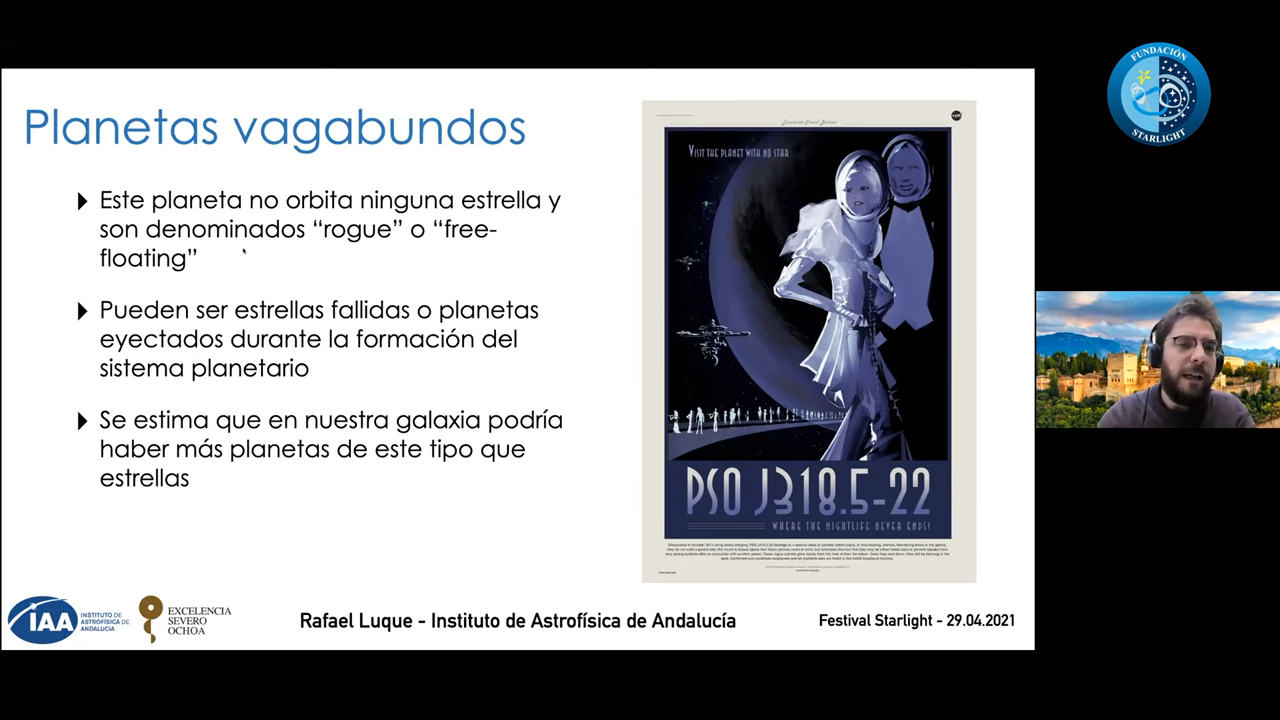 FUNDACIÓN
STARLIGHT
Planetas vagabundos
Este planeta no orbita ninguna estrella y
son denominados “rogue” o “free-
floating”
Pueden ser estrellas fallidas o planetas
eyectados durante la formación del
sistema planetario
Se estima que en nuestra galaxia podría
haber más planetas de este tipo que
estrellas
VISIT THE PLANET WITH NO STAR
PSO J318.5-22
WHERE THE NIGHTLIFE NEVER ENDS!
IAA
INSTITUTO DE
ASTROFÍSICA DE
ANDALUCÍA
EXCELENCIA
SEVERO
OCHOA
Rafael Luque - Instituto de Astrofísica de Andalucía
Festival Starlight - 29.04.2021